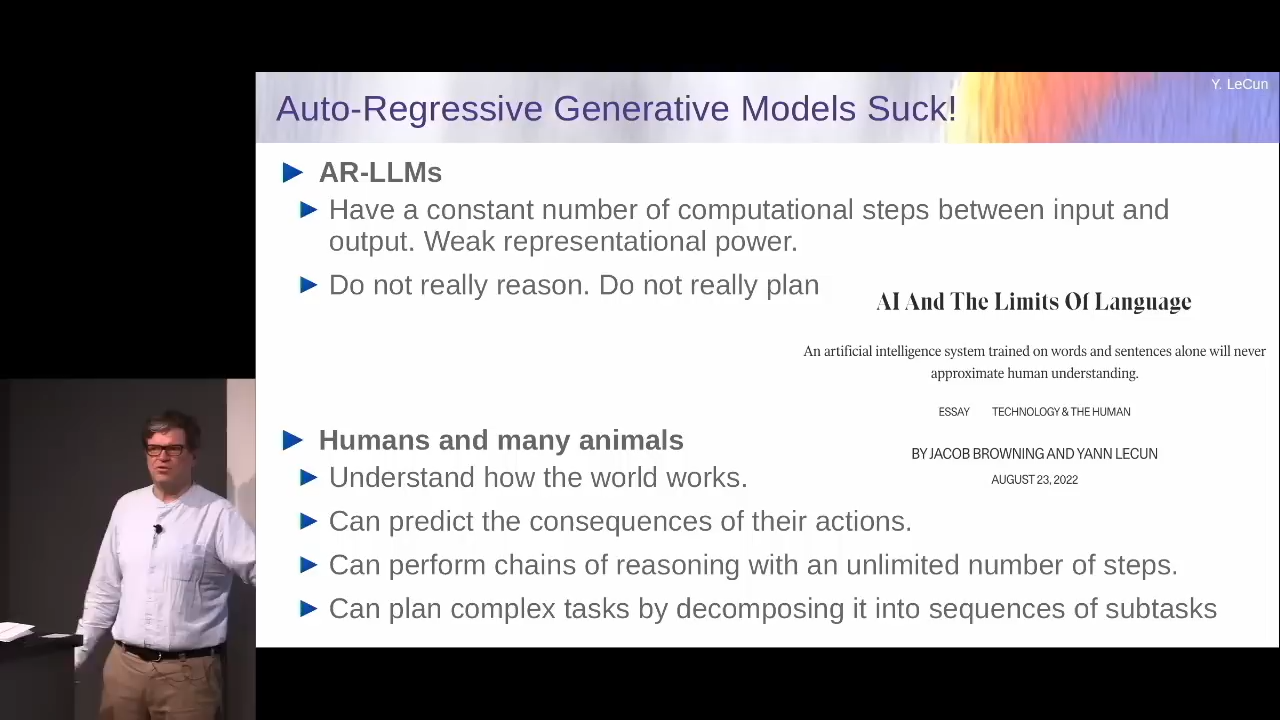 Y. LeCun
Auto-Regressive Generative Models Suck!
AR-LLMs
Have a constant number of computational steps between input and
output. Weak representational power.
Do not really reason. Do not really plan
AI And The Limits Of Language
An artificial intelligence system trained on words and sentences alone will never
approximate human understanding.
ESSAY TECHNOLOGY & THE HUMAN
BY JACOB BROWNING AND YANN LECUN
AUGUST 23, 2022
Humans and many animals
Understand how the world works.
Can predict the consequences of their actions.
Can perform chains of reasoning with an unlimited number of steps.
Can plan complex tasks by decomposing it into sequences of subtasks